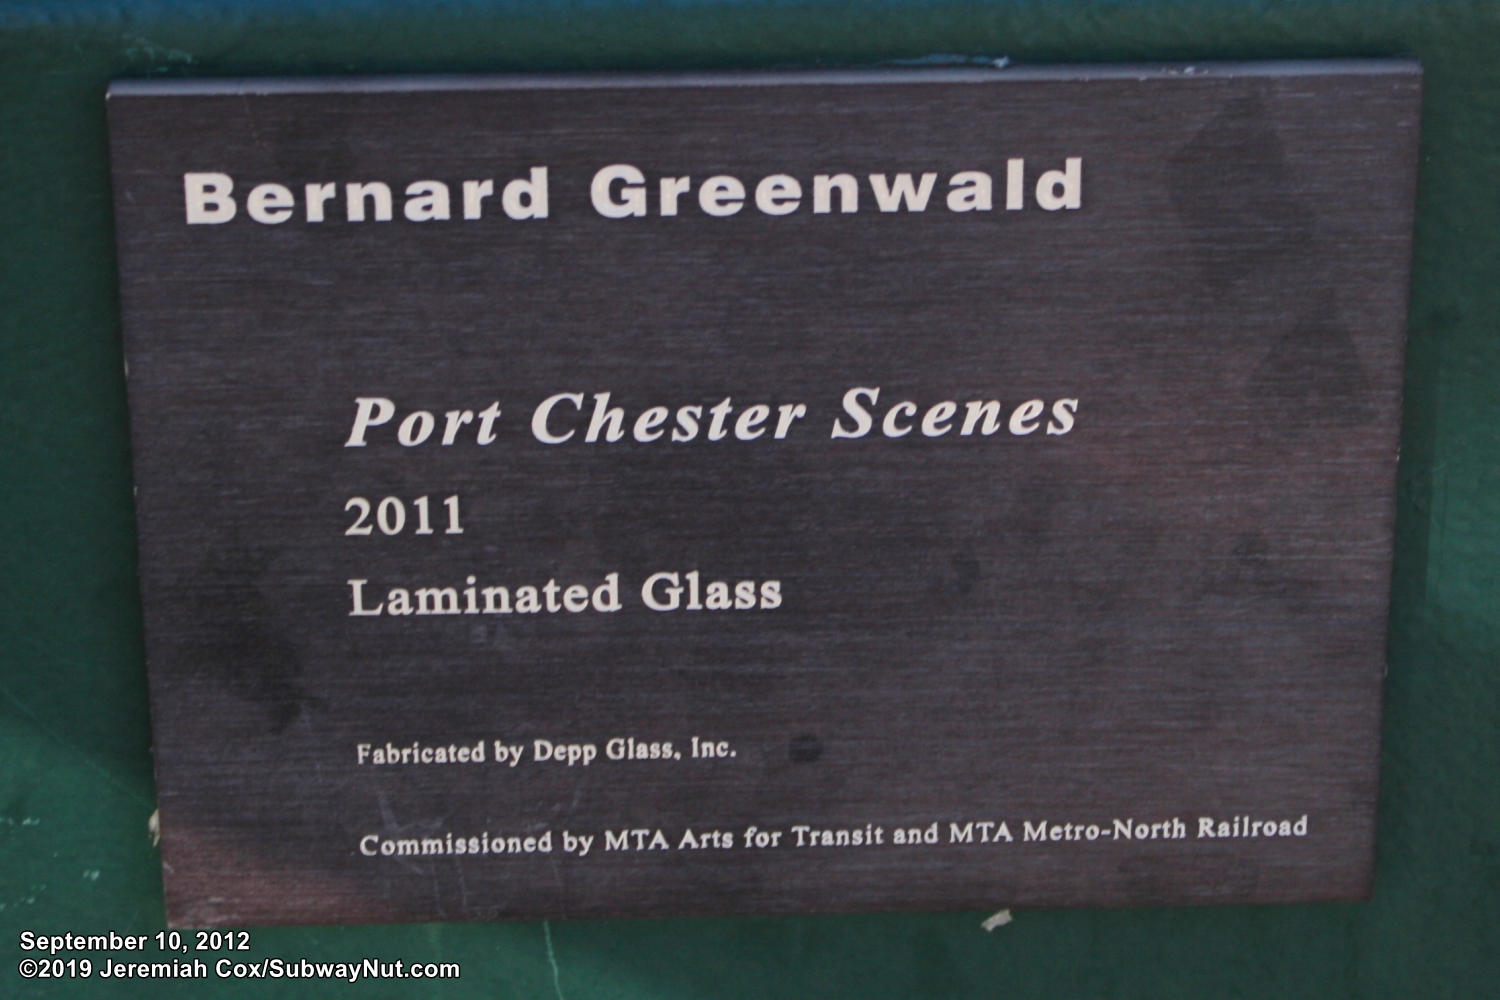 Bernard Greenwald
Port Chester Scenes
2011
Laminated Glass
Fabricated by Depp Glass, Inc.
Commissioned by MTA Arts for Transit and MTA Metro-North Railroad
September 10, 2012
©2019 Jeremiah Cox/SubwayNut.com